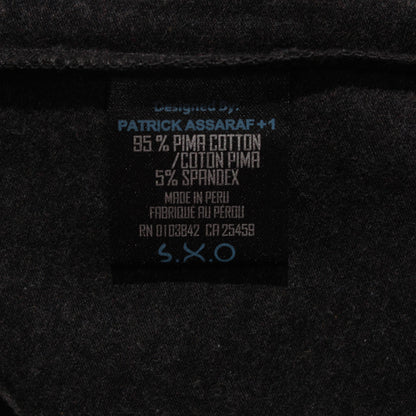 Designed By:
PATRICK ASSARAF + 1
95 % PIMA COTTON
/COTON PIMA
5% SPANDEX
MADE IN PERU
FABRIQUE AU PEROU
RN 0103842 CA 25459
S.X.O